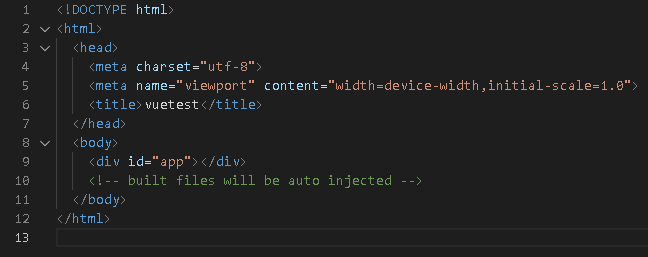 1 <!DOCTYPE html>
2 <html>
3 <head>
4 <meta charset="utf-8">
5 <meta name="viewport" content="width=device-width,initial-scale=1.0">
6 <title>vuetest</title>
7 </head>
8 <body>
9 <div id="app"></div>
10 <!-- built files will be auto injected -->
11 </body>
12 </html>
13